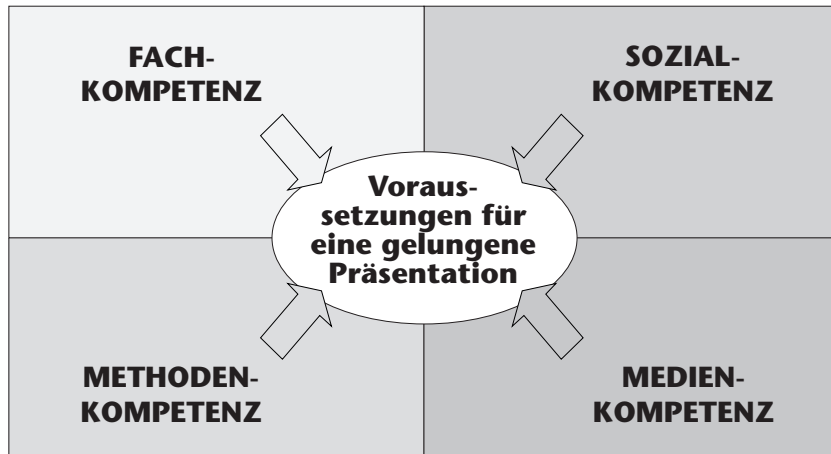 FACH-
KOMPETENZ
SOZIAL-
KOMPETENZ
Voraus-
setzungen für
eine gelungene
Präsentation
METHODEN-
KOMPETENZ
MEDIEN-
KOMPETENZ